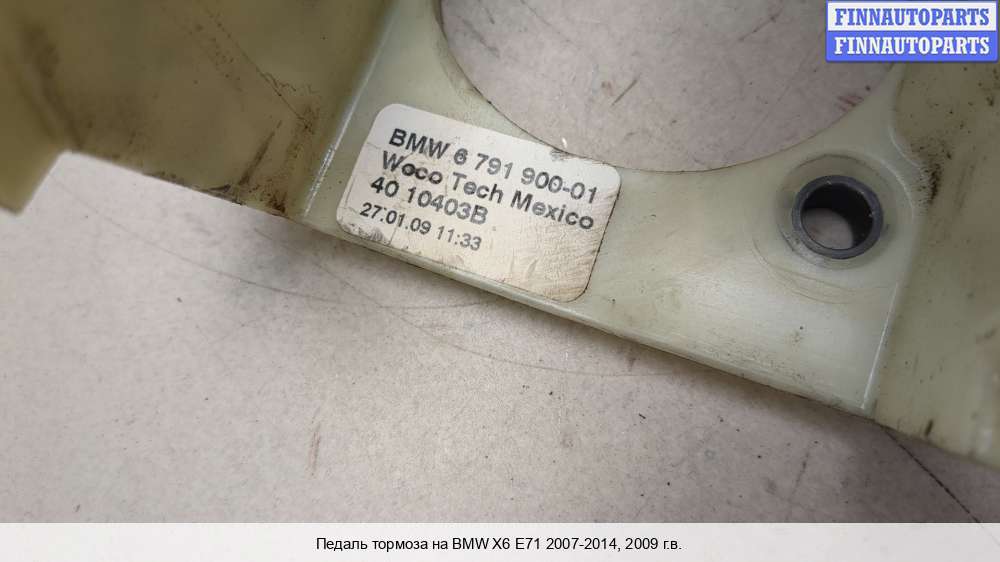 FINNAUTOPARTS
FINNAUTOPARTS
BMW 6 791 900-01
Woco Tech Mexico
40 10403B
27.01.09 11:33
Педаль тормоза на BMW X6 E71 2007-2014, 2009 г.в.